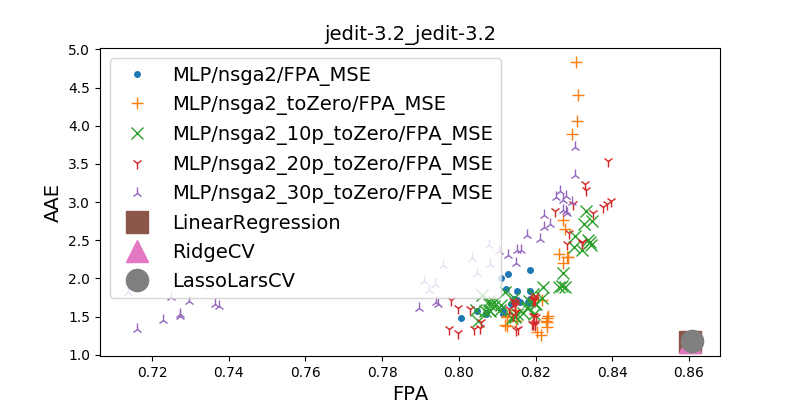 jedit-3.2_jedit-3.2
5.0
4.5
4.0
3.5
3.0
2.5
2.0
1.5
1.0
AAE
MLP/nsga2/FPA_MSE
MLP/nsga2_toZero/FPA_MSE
MLP/nsga2_10p_toZero/FPA_MSE
MLP/nsga2_20p_toZero/FPA_MSE
MLP/nsga2_30p_toZero/FPA_MSE
LinearRegression
RidgeCV
LassoLarsCV
0.72 0.74 0.76 0.78 0.80 0.82 0.84 0.86
FPA